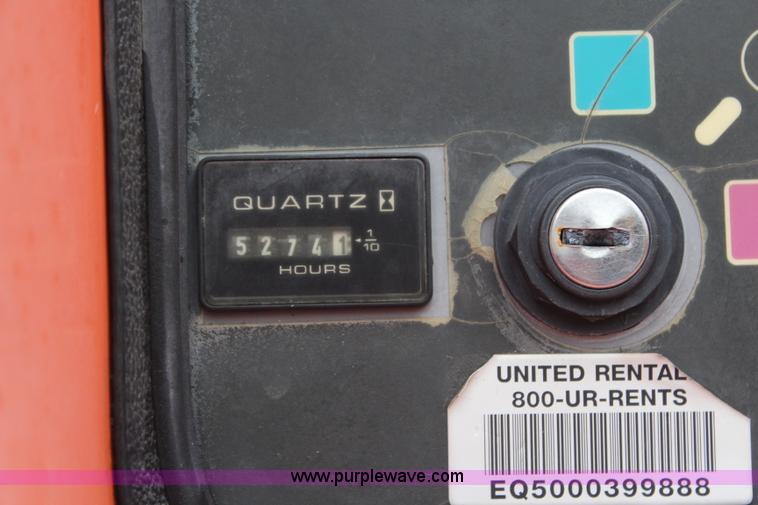 QUARTZ
52741 1/10
HOURS
UNITED RENTAL
800-UR-RENTS
EQ5000399888
www.purplewave.com